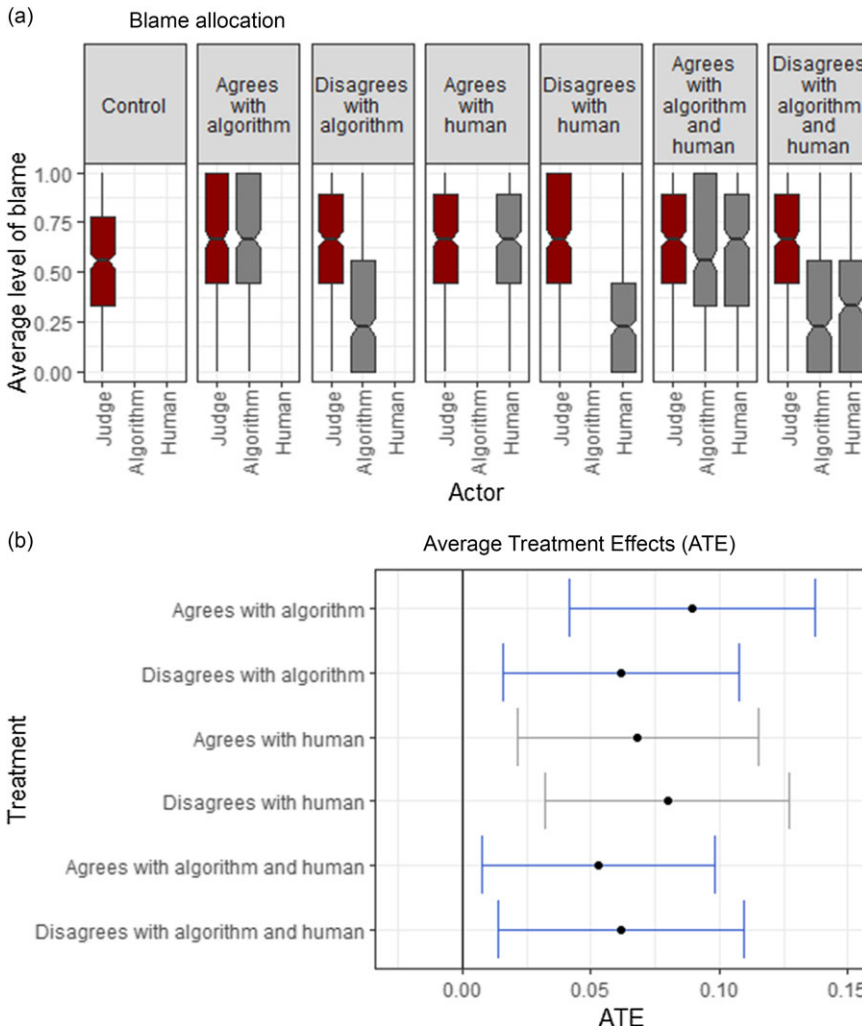 (a)
Blame allocation
Control
Agrees
with
algorithm
Disagrees
with
algorithm
Agrees
with
human
Disagrees
with
human
Agrees
with
algorithm
and
human
Disagrees
with
algorithm
and
human
Average level of blame
1.00
0.75
0.50
0.25
0.00
Judge
Algorithm
Human
Judge
Algorithm
Human
Judge
Algorithm
Human
Judge
Algorithm
Human
Judge
Algorithm
Human
Judge
Algorithm
Human
Judge
Algorithm
Human
Actor
(b)
Average Treatment Effects (ATE)
Treatment
Agrees with algorithm
Disagrees with algorithm
Agrees with human
Disagrees with human
Agrees with algorithm and human
Disagrees with algorithm and human
0.00 0.05 0.10 0.15
ATE